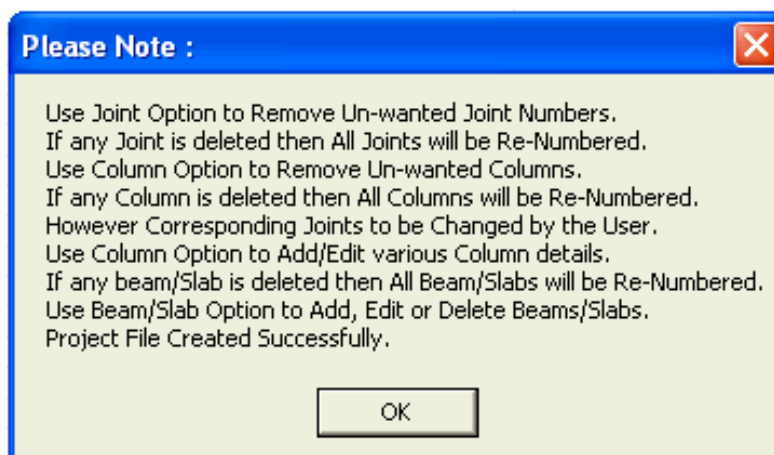 Please Note :
Use Joint Option to Remove Un-wanted Joint Numbers.
If any Joint is deleted then All Joints will be Re-Numbered.
Use Column Option to Remove Un-wanted Columns.
If any Column is deleted then All Columns will be Re-Numbered.
However Corresponding Joints to be Changed by the User.
Use Column Option to Add/Edit various Column details.
If any beam/Slab is deleted then All Beam/Slabs will be Re-Numbered.
Use Beam/Slab Option to Add, Edit or Delete Beams/Slabs.
Project File Created Successfully.
OK